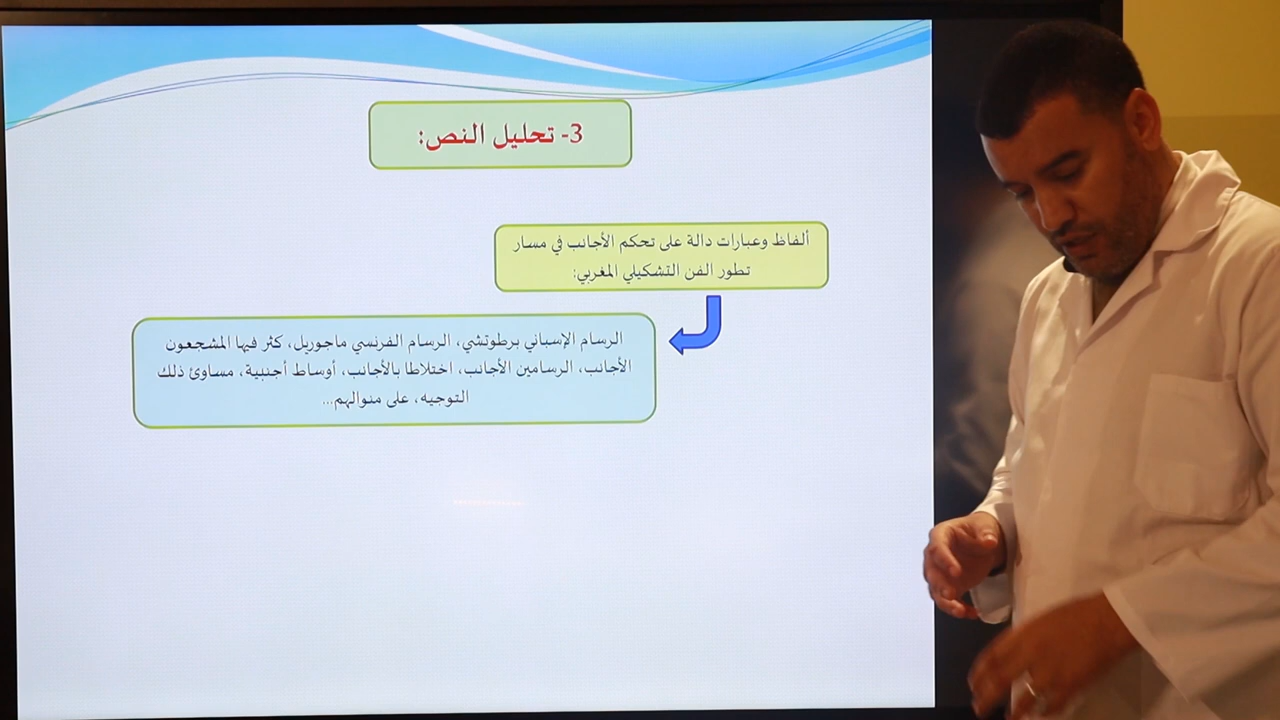 3- تحليل النص:
ألفاظ وعبارات دالة على تحكم الأجانب في مسار
تطور الفن التشكيلي المغربي:
الرسام الإسباني برطوتشي، الرسام الفرنسي ماجوريل، كثر فيها المشجعون
الأجانب، الرسامين الأجانب، اختلاطا بالأجانب، أوساط أجنبية، مساوئ ذلك
التوجيه، على منوالهم...